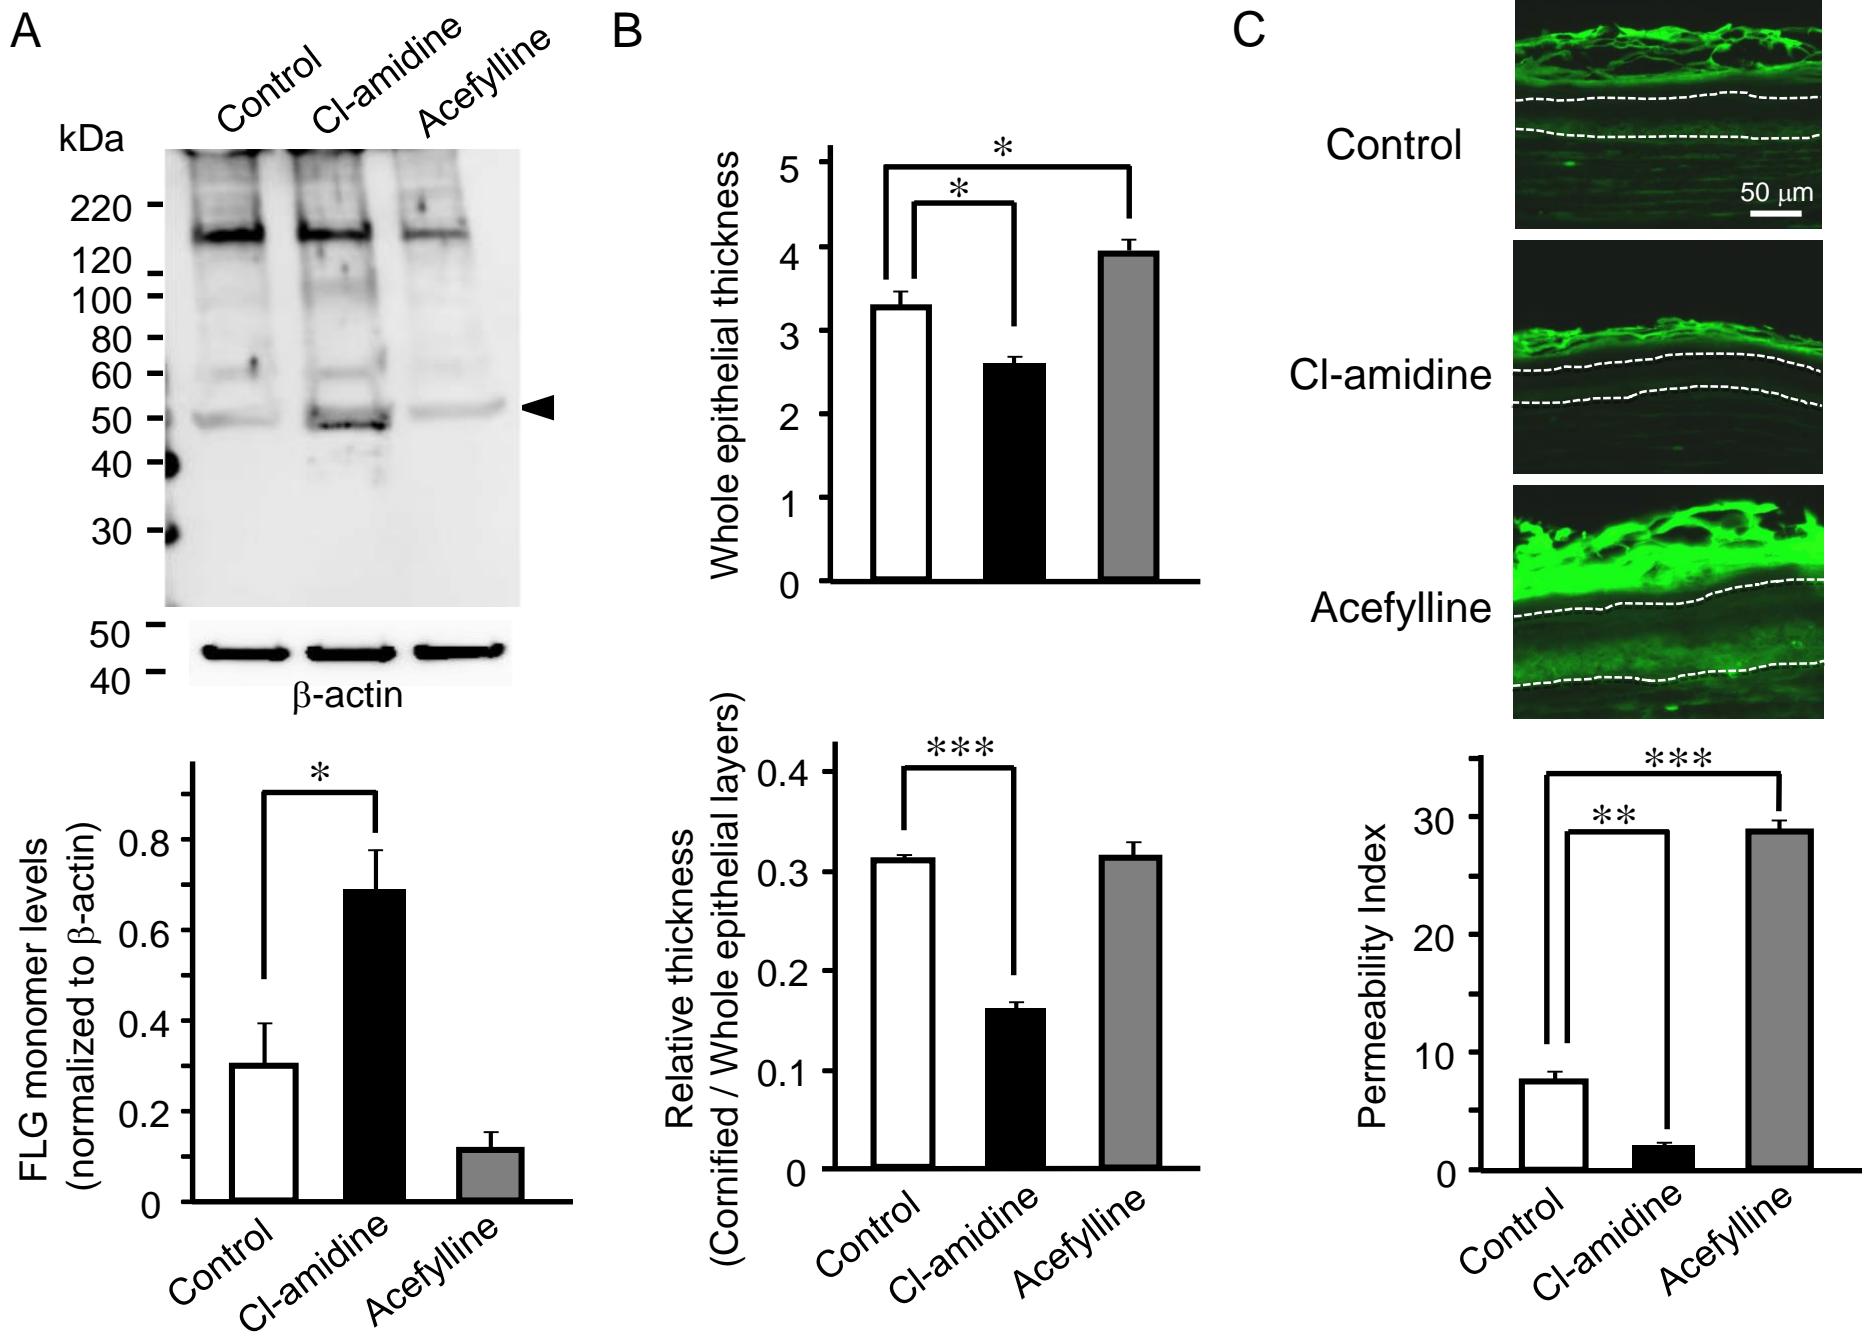 A
Control
Cl-amidine
Acefylline
kDa
220
120
100
80
60
50
40
30
50
40
β-actin
FLG monomer levels
(normalized to β-actin)
*
0.8
0.6
0.4
0.2
0
Control
Cl-amidine
Acefylline
B
Whole epithelial thickness
*
*
5
4
3
2
1
0
Relative thickness
(Cornified / Whole epithelial layers)
***
0.4
0.3
0.2
0.1
0
Control
Cl-amidine
Acefylline
C
Control
50 μm
Cl-amidine
Acefylline
Permeability Index
***
**
30
20
10
0
Control
Cl-amidine
Acefylline